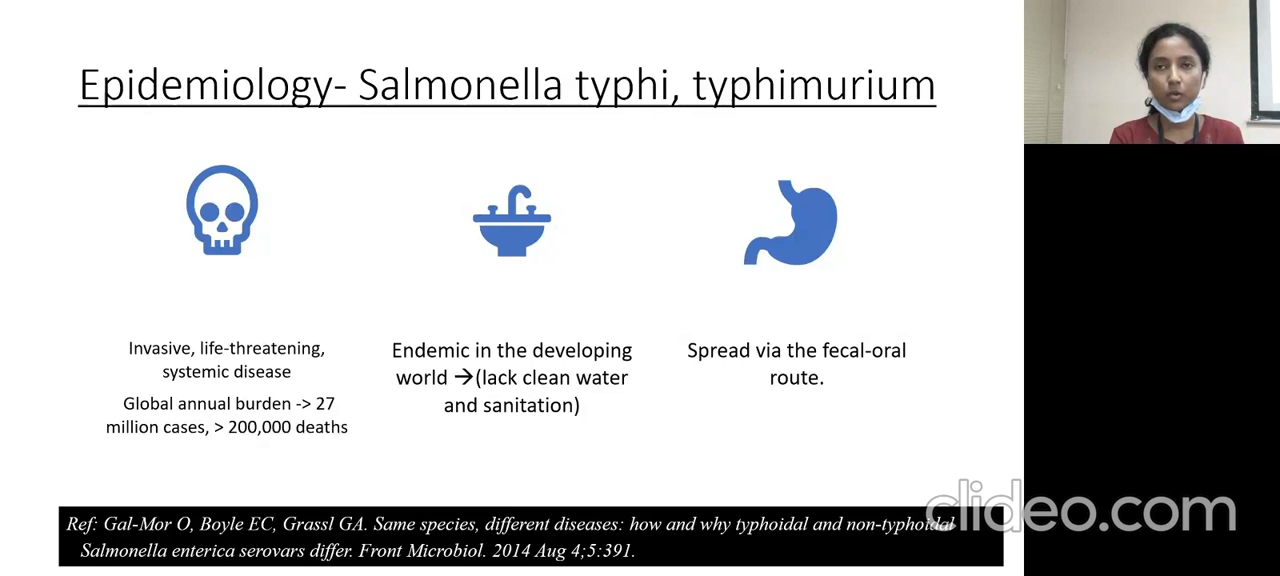 Epidemiology- Salmonella typhi, typhimurium
Invasive, life-threatening,
systemic disease
Global annual burden -> 27
million cases, > 200,000 deaths
Endemic in the developing
world →(lack clean water
and sanitation)
Spread via the fecal-oral
route.
Ref: Gal-Mor O, Boyle EC, Grassl GA. Same species, different diseases: how and why typhoidal and non-typhoidal
Salmonella enterica serovars differ. Front Microbiol. 2014 Aug 4;5:391.
clideo.com